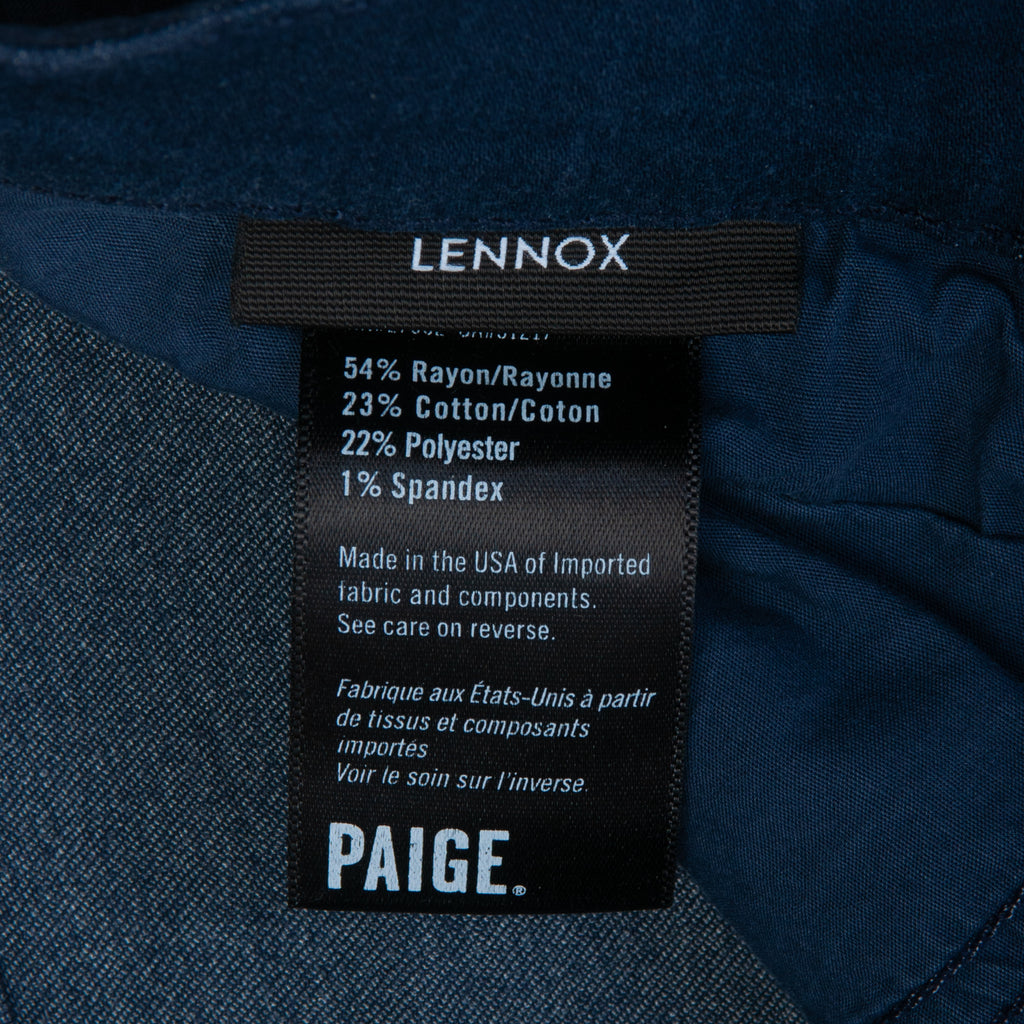 LENNOX
54% Rayon/Rayonne
23% Cotton/Coton
22% Polyester
1% Spandex
Made in the USA of Imported
fabric and components.
See care on reverse.
Fabrique aux États-Unis à partir
de tissus et composants
importés
Voir le soin sur l'inverse.
PAIGE®